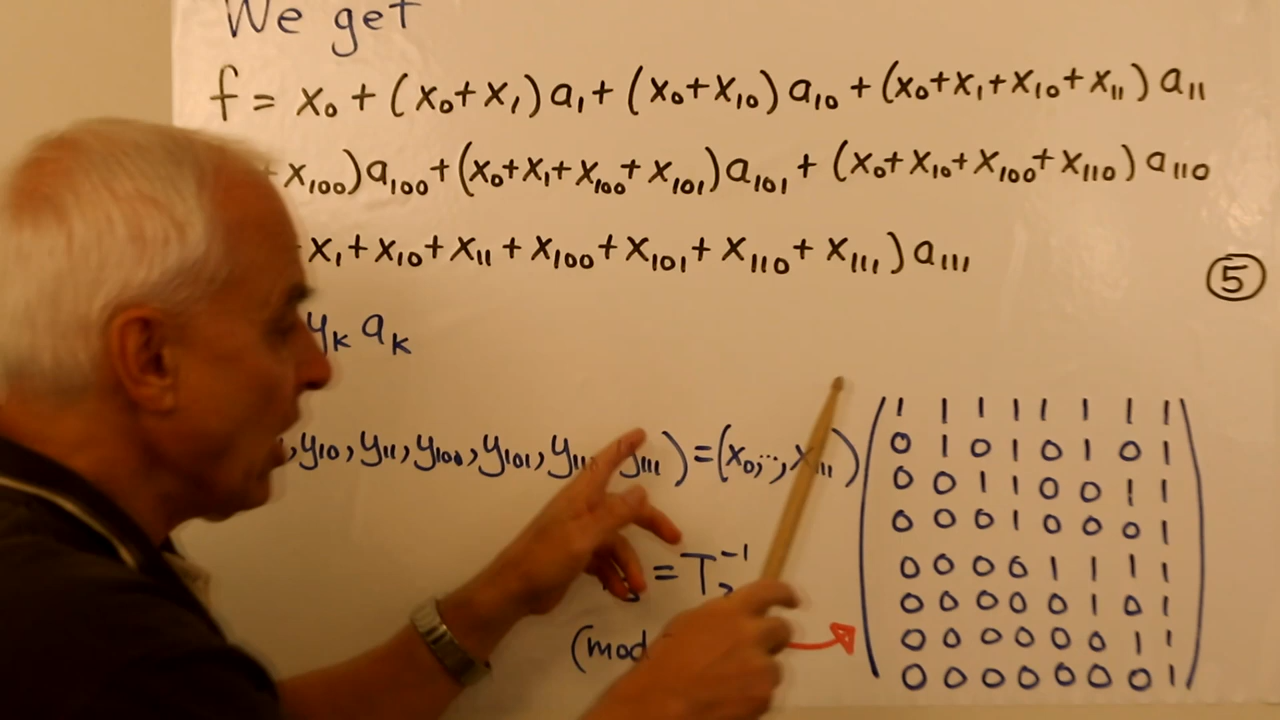 We get
f = x₀ + (x₀+x₁)a₁ + (x₀+x₁₀)a₁₀ + (x₀+x₁+x₁₀+x₁₁)a₁₁
+x₁₀₀)a₁₀₀ + (x₀+x₁+x₁₀₀+x₁₀₁)a₁₀₁ + (x₀+x₁₀+x₁₀₀+x₁₁₀)a₁₁₀
x₁+x₁₀+x₁₁+x₁₀₀+x₁₀₁+x₁₁₀+x₁₁₁)a₁₁₁
⑤
yₖ aₖ
, y₁₀, y₁₁, y₁₀₀, y₁₀₁, y₁₁ y₁₁₁) = (x₀,..., x₁₁)
1 1 1 1 1 1 1 1
0 1 0 1 0 1 0 1
0 0 1 1 0 0 1 1
0 0 0 1 0 0 0 1
0 0 0 0 1 1 1 1
0 0 0 0 0 1 0 1
0 0 0 0 0 0 1 1
0 0 0 0 0 0 0 1
= T⁻¹
(mod